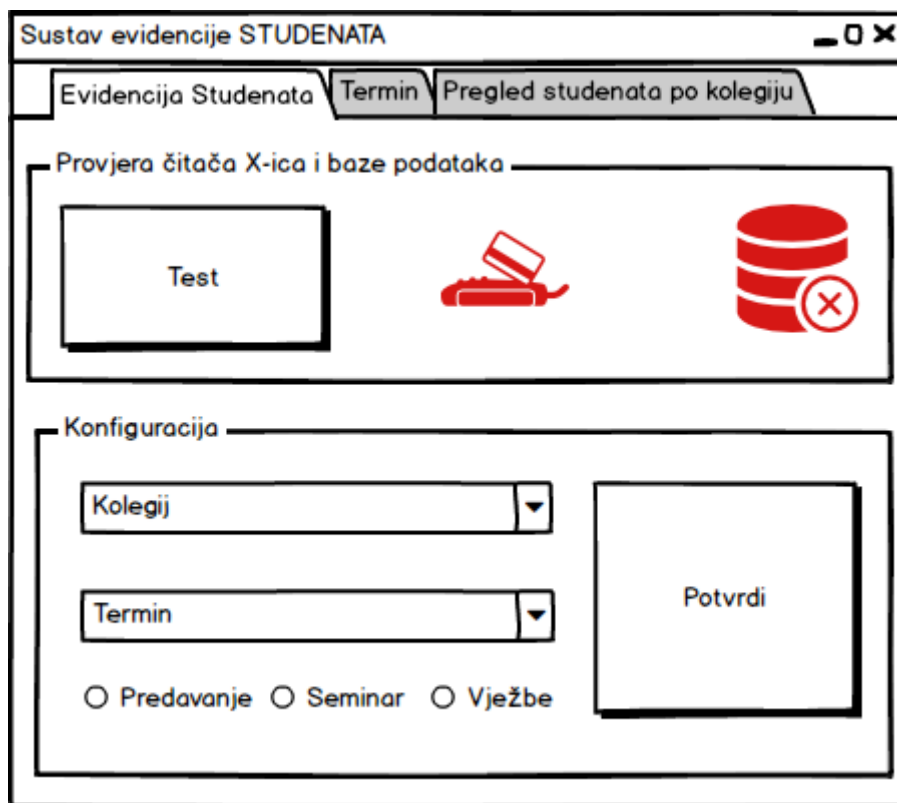 Sustav evidencije STUDENATA
Evidencija Studenata Termin Pregled studenata po kolegiju
Provjera čitača X-ica i baze podataka
Test
Konfiguracija
Kolegij
Termin
Potvrdi
Predavanje Seminar Vježbe